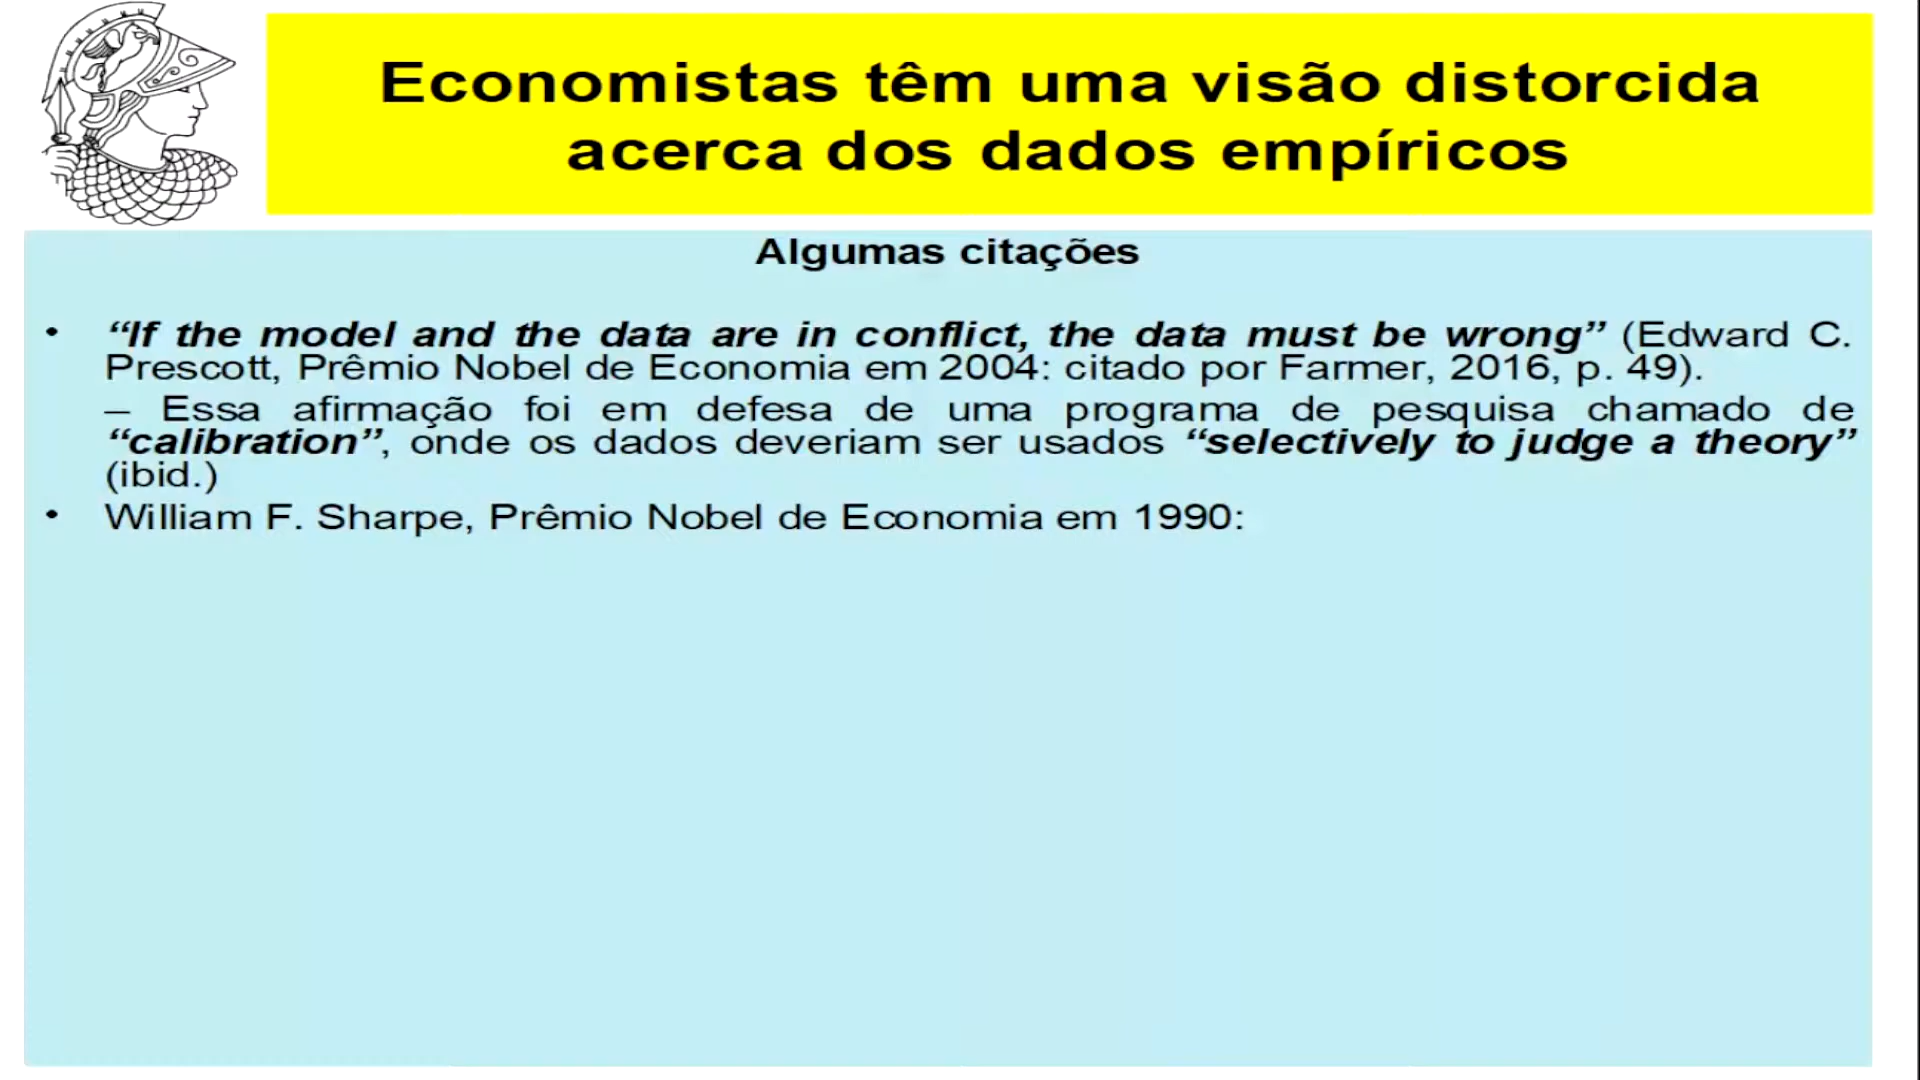 Economistas têm uma visão distorcida
acerca dos dados empíricos
Algumas citações
• “If the model and the data are in conflict, the data must be wrong” (Edward C.
Prescott, Prêmio Nobel de Economia em 2004: citado por Farmer, 2016, p. 49).
– Essa afirmação foi em defesa de uma programa de pesquisa chamado de
“calibration”, onde os dados deveriam ser usados “selectively to judge a theory”
(ibid.)
• William F. Sharpe, Prêmio Nobel de Economia em 1990: